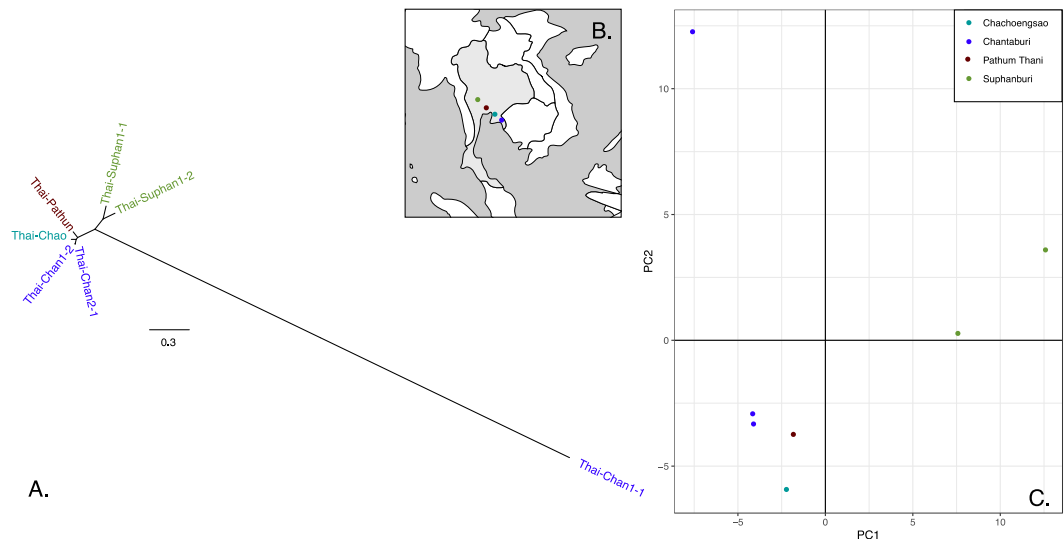 B.
Thai-Suphan1-1
Thai-Suphan1-2
Thai-Pathun
Thai-Chao
Thai-Chan1-2
Thai-Chan2-1
0.3
Thai-Chan1-1
A.
Chachoengsao
Chantaburi
Pathum Thani
Suphanburi
10
5
0
−5
PC2
−5
0
5
10
PC1
C.